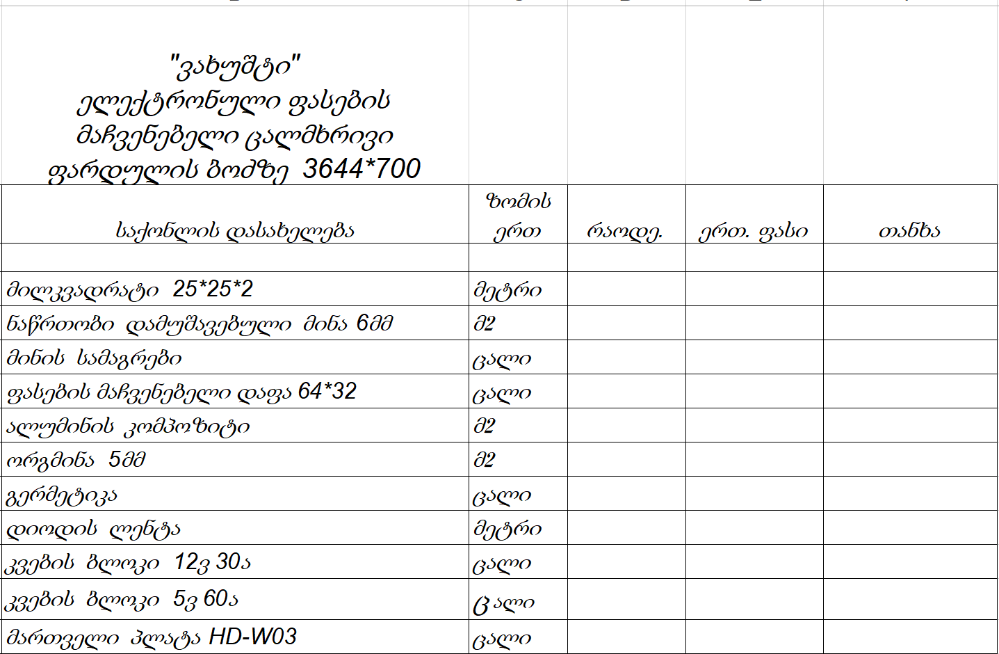 "ვახუშტი"
ელექტრონული ფასების
მაჩვენებელი ცალმხრივი
ფარდულის ბოძზე 3644*700
საქონლის დასახელება ზომის ერთ რაოდე. ერთ. ფასი თანხა
მილკვადრატი 25*25*2 მეტრი
ნაწრთობი დამუშავებული მინა 6მმ მ2
მინის სამაგრები ცალი
ფასების მაჩვენებელი დაფა 64*32 ცალი
ალუმინის კომპოზიტი მ2
ორგმინა 5მმ მ2
გერმეტიკა ცალი
დიოდის ლენტა მეტრი
კვების ბლოკი 12ვ 30ა ცალი
კვების ბლოკი 5ვ 60ა ცალი
მართველი პლატა HD-W03 ცალი